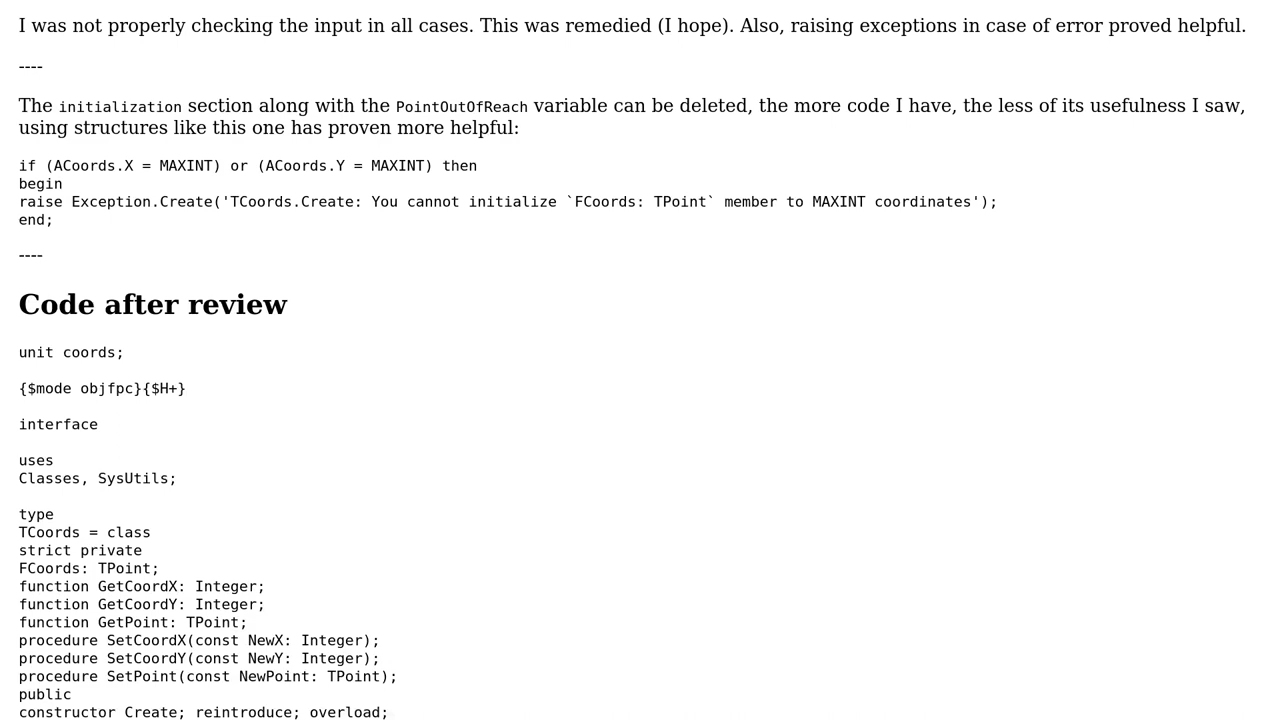 I was not properly checking the input in all cases. This was remedied (I hope). Also, raising exceptions in case of error proved helpful.
----
The initialization section along with the PointOutOfReach variable can be deleted, the more code I have, the less of its usefulness I saw,
using structures like this one has proven more helpful:
if (ACoords.X = MAXINT) or (ACoords.Y = MAXINT) then
begin
raise Exception.Create('TCoords.Create: You cannot initialize `FCoords: TPoint` member to MAXINT coordinates');
end;
----
Code after review
unit coords;
{$mode objfpc}{$H+}
interface
uses
Classes, SysUtils;
type
TCoords = class
strict private
FCoords: TPoint;
function GetCoordX: Integer;
function GetCoordY: Integer;
function GetPoint: TPoint;
procedure SetCoordX(const NewX: Integer);
procedure SetCoordY(const NewY: Integer);
procedure SetPoint(const NewPoint: TPoint);
public
constructor Create; reintroduce; overload;